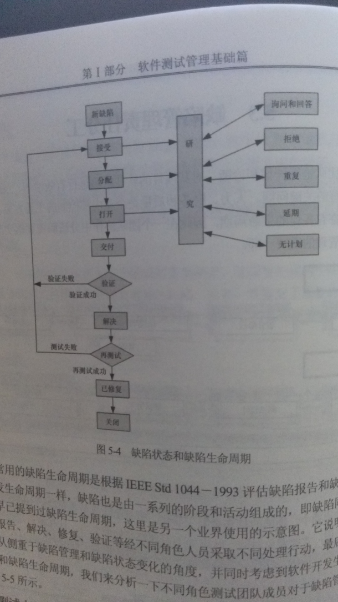 第1部分 软件测试管理基础篇
新缺陷
接受
分配
打开
交付
验证失败
验证
验证成功
解决
测试失败
再测试
再测试成功
已修复
关闭
研
究
询问和回答
拒绝
重复
延期
无计划
图5-4 缺陷状态和缺陷生命周期
常用的缺陷生命周期是根据 IEEE Std 1044－1993 评估缺陷报告和缺
生命周期一样，缺陷也是由一系列的阶段和活动组成的，即缺陷
早已提到过缺陷生命周期，这里是另一个业界使用的示意图，它说
报告、解决、修复、验证等经不同角色人员采取不同处理行动，最
从侧重于缺陷管理和缺陷状态变化的角度，并同时考虑到软件开发
和缺陷生命周期，我们来分析一下不同角色测试团队成员对于缺陷
5-5 所示。